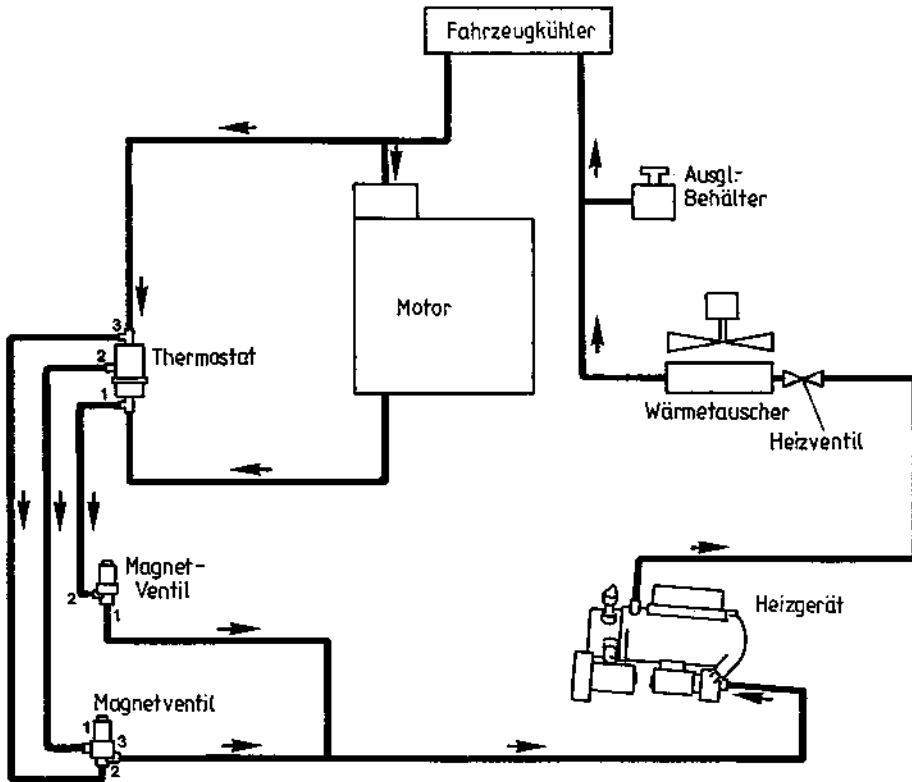 Fahrzeugkühler
Ausgl.-
Behälter
Motor
3
2
Thermostat
1
Wärmetauscher
Heizventil
Magnet-
Ventil
2
1
Heizgerät
Magnetventil
1
3
2